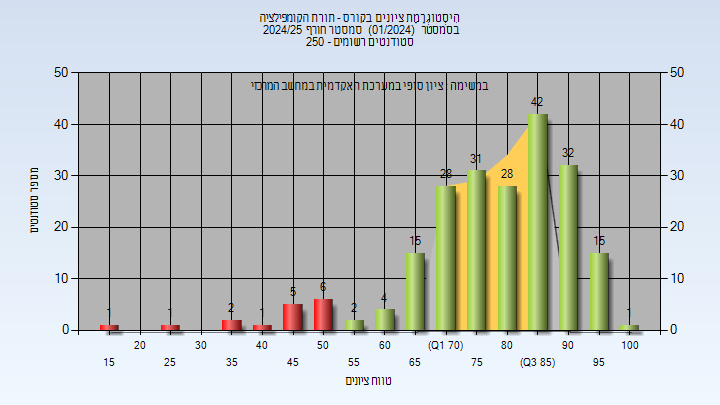 היסטוגרמת ציונים בקורס - תורת הקומפילציה
בסמסטר (01/2024) סמסטר חורף 2024/25
סטודנטים רשומים - 250
במשימה : ציון סופי במערכת האקדמית במחשב המרכזי
מספר סטודנטים
50 50
40 40
30 30
20 20
10 10
0 0
1 1 2 1 5 6 2 4 15 28 31 28 42 32 15 1
20 30 40 50 60 (Q1 70) 80 90 100
15 25 35 45 55 65 75 (Q3 85) 95
טווח ציונים